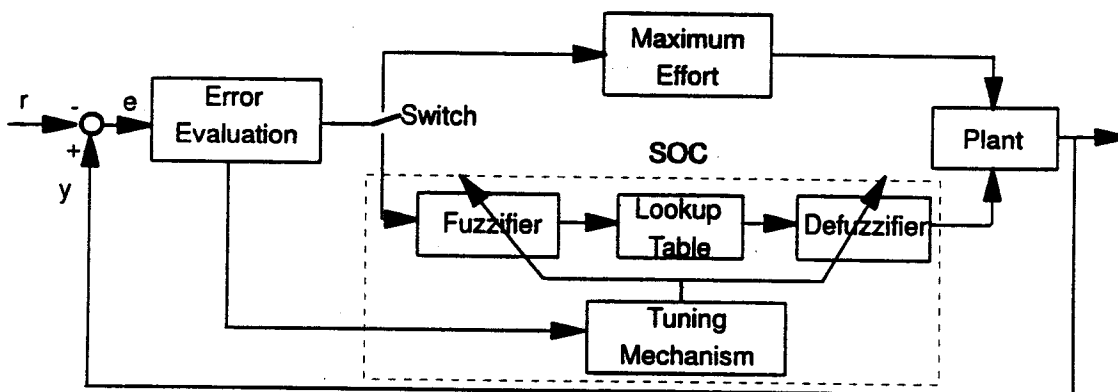 Maximum
Effort
r
-
e
Error
Evaluation
Switch
+
y
Plant
SOC
Fuzzifier
Lookup
Table
Defuzzifier
Tuning
Mechanism